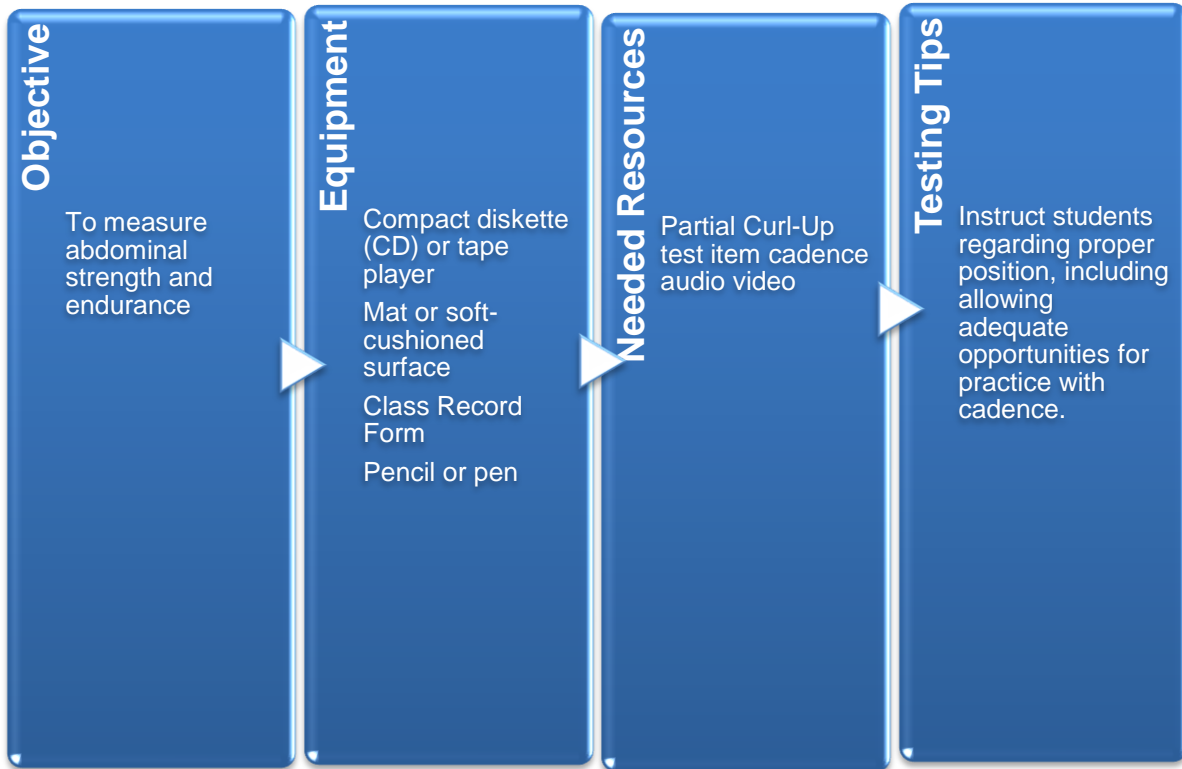 Objective
To measure
abdominal
strength and
endurance
Equipment
Compact diskette
(CD) or tape
player
Mat or soft-
cushioned
surface
Class Record
Form
Pencil or pen
Needed Resources
Partial Curl-Up
test item cadence
audio video
Testing Tips
Instruct students
regarding proper
position, including
allowing
adequate
opportunities for
practice with
cadence.